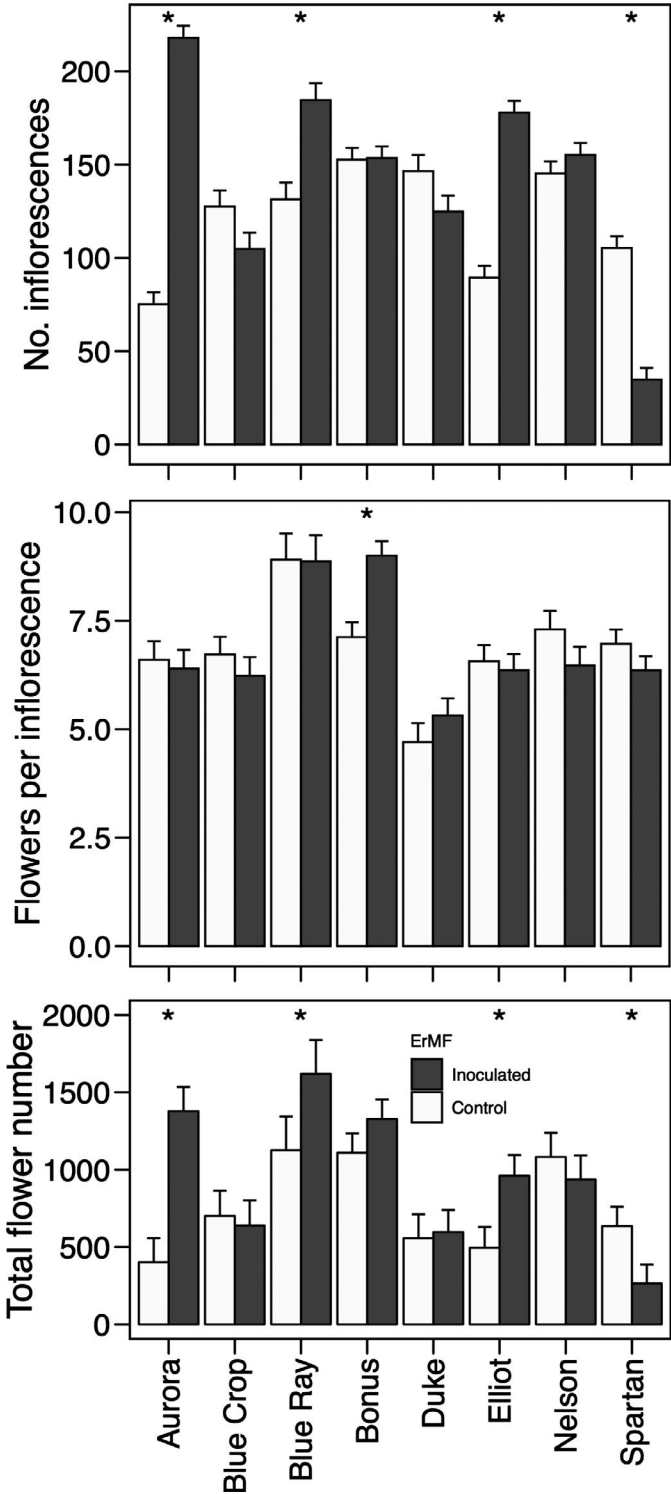 * * * *
No. inflorescences
200
150
100
50
0
*
Flowers per inflorescence
10.0
7.5
5.0
2.5
0.0
* * * *
Total flower number
2000
1500
1000
500
0
ErMF
Inoculated
Control
Aurora
Blue Crop
Blue Ray
Bonus
Duke
Elliot
Nelson
Spartan